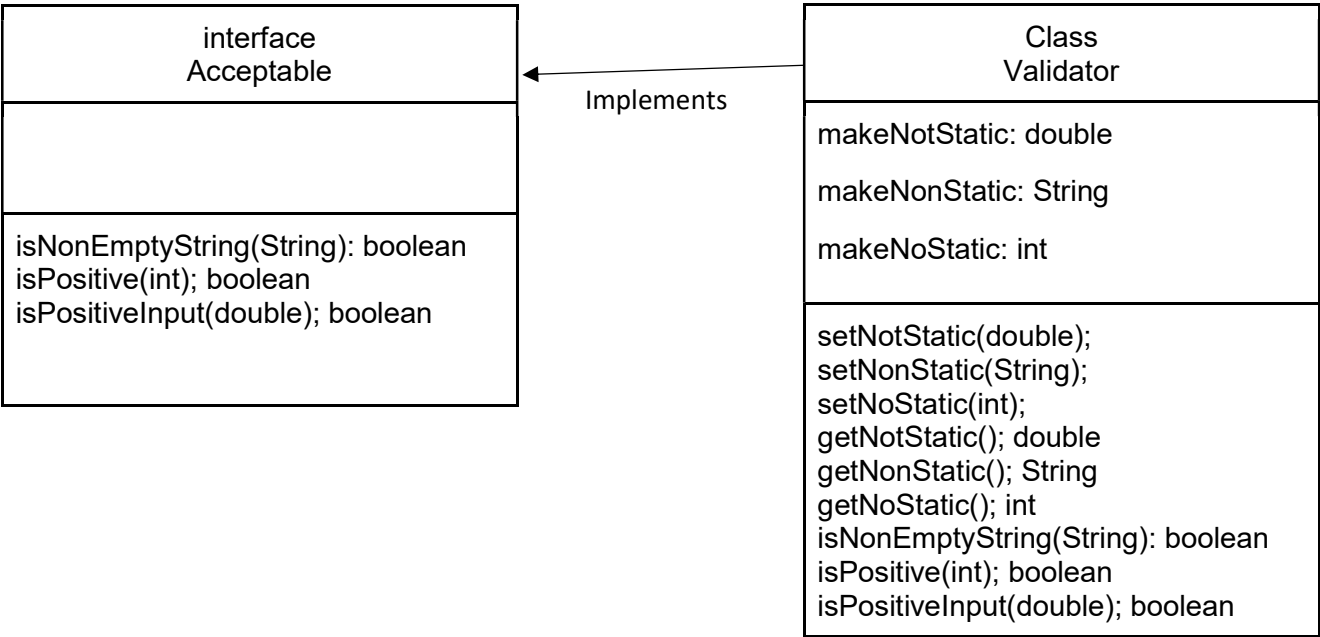 interface
Acceptable
isNonEmptyString(String): boolean
isPositive(int); boolean
isPositiveInput(double); boolean
Implements
Class
Validator
makeNotStatic: double
makeNonStatic: String
makeNoStatic: int
setNotStatic(double);
setNonStatic(String);
setNoStatic(int);
getNotStatic(); double
getNonStatic(); String
getNoStatic(); int
isNonEmptyString(String): boolean
isPositive(int); boolean
isPositiveInput(double); boolean